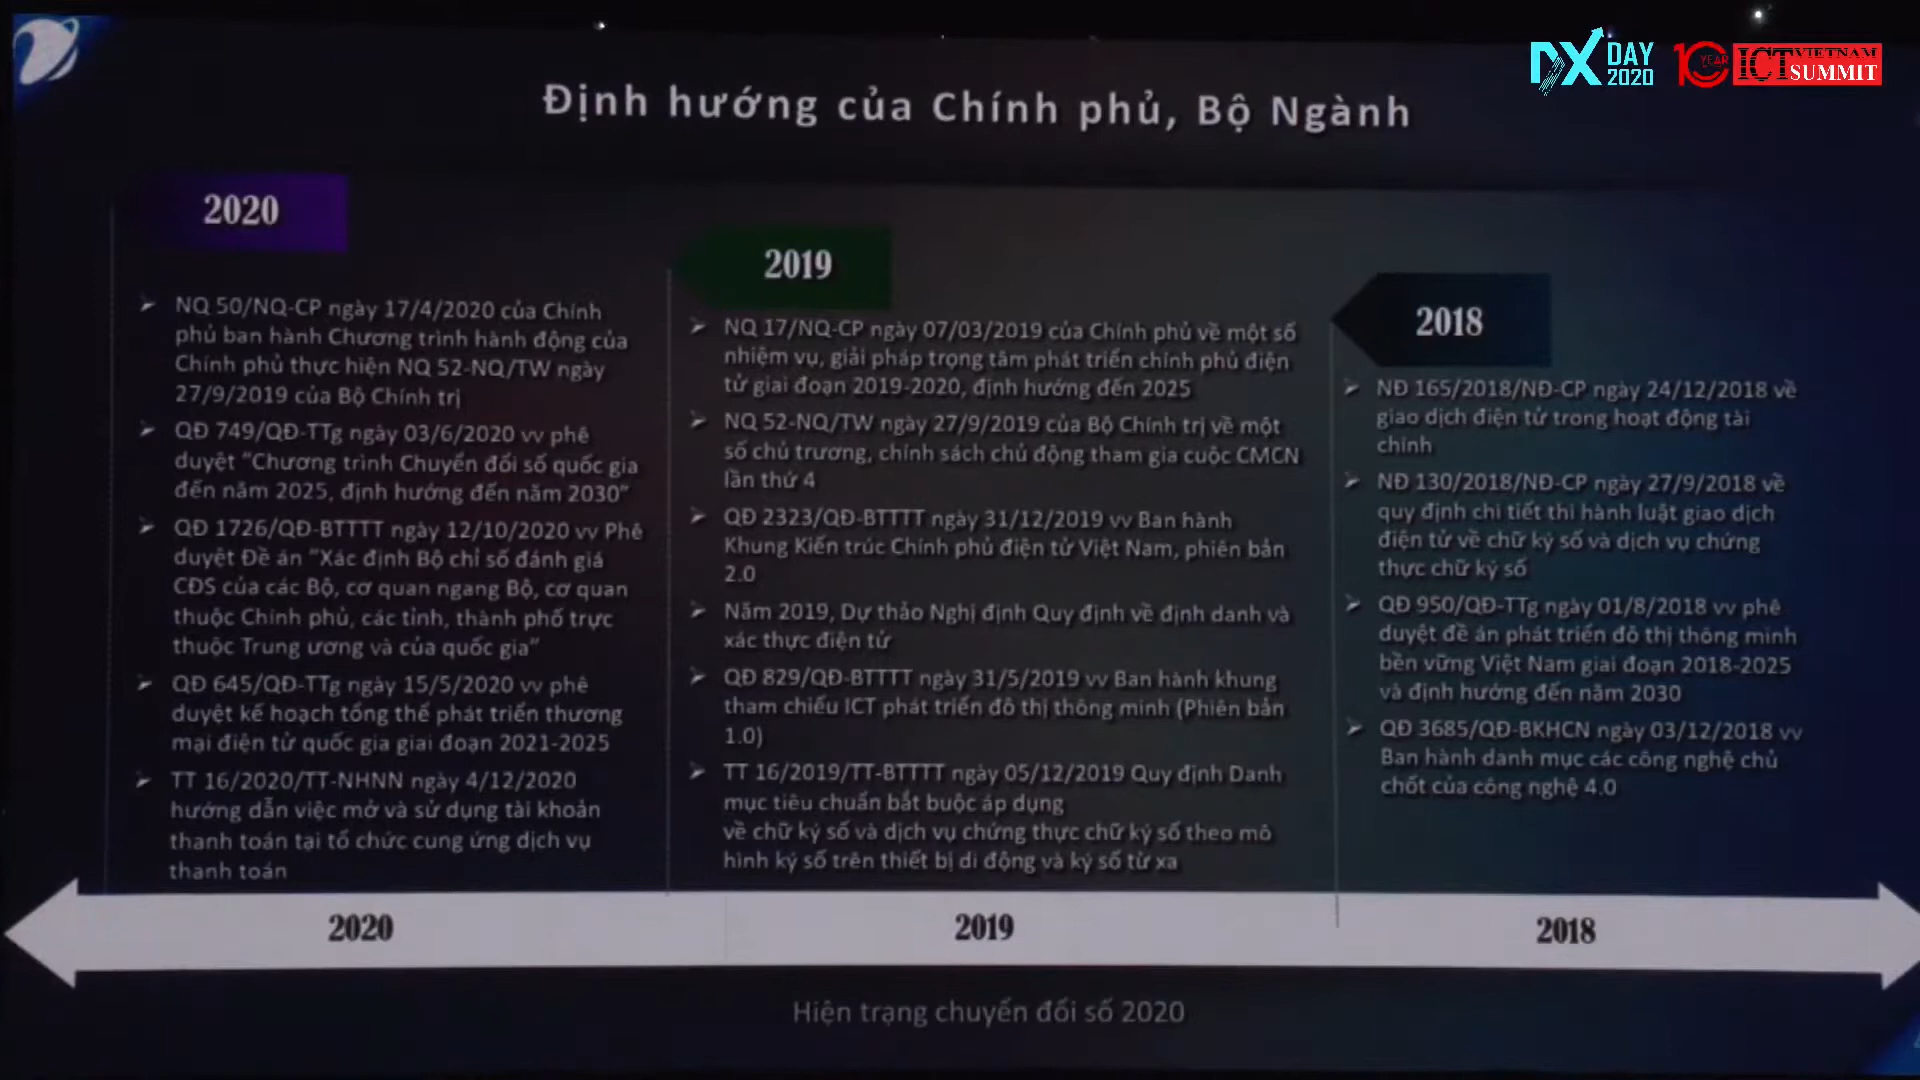 DX DAY 2020
10 YEAR ICT VIETNAM SUMMIT
Định hướng của Chính phủ, Bộ Ngành
2020
NQ 50/NQ-CP ngày 17/4/2020 của Chính
phủ ban hành Chương trình hành động của
Chính phủ thực hiện NQ 52-NQ/TW ngày
27/9/2019 của Bộ Chính trị
QĐ 749/QĐ-TTg ngày 03/6/2020 vv phê
duyệt “Chương trình Chuyển đổi số quốc gia
đến năm 2025, định hướng đến năm 2030”
QĐ 1726/QĐ-BTTTT ngày 12/10/2020 vv Phê
duyệt Đề án “Xác định Bộ chỉ số đánh giá
CĐS của các Bộ, cơ quan ngang Bộ, cơ quan
thuộc Chính phủ, các tỉnh, thành phố trực
thuộc Trung ương và của quốc gia”
QĐ 645/QĐ-TTg ngày 15/5/2020 vv phê
duyệt kế hoạch tổng thể phát triển thương
mại điện tử quốc gia giai đoạn 2021-2025
TT 16/2020/TT-NHNN ngày 4/12/2020
hướng dẫn việc mở và sử dụng tài khoản
thanh toán tại tổ chức cung ứng dịch vụ
thanh toán
2019
NQ 17/NQ-CP ngày 07/03/2019 của Chính phủ về một số
nhiệm vụ, giải pháp trọng tâm phát triển chính phủ điện
tử giai đoạn 2019-2020, định hướng đến 2025
NQ 52-NQ/TW ngày 27/9/2019 của Bộ Chính trị về một
số chủ trương, chính sách chủ động tham gia cuộc CMCN
lần thứ 4
QĐ 2323/QĐ-BTTTT ngày 31/12/2019 vv Ban hành
Khung Kiến trúc Chính phủ điện tử Việt Nam, phiên bản
2.0
Năm 2019, Dự thảo Nghị định Quy định về định danh và
xác thực điện tử
QĐ 829/QĐ-BTTTT ngày 31/5/2019 vv Ban hành khung
tham chiếu ICT phát triển đô thị thông minh (Phiên bản
1.0)
TT 16/2019/TT-BTTTT ngày 05/12/2019 Quy định Danh
mục tiêu chuẩn bắt buộc áp dụng
về chữ ký số và dịch vụ chứng thực chữ ký số theo mô
hình ký số trên thiết bị di động và ký số từ xa
2018
NĐ 165/2018/NĐ-CP ngày 24/12/2018 về
giao dịch điện tử trong hoạt động tài
chính
NĐ 130/2018/NĐ-CP ngày 27/9/2018 về
quy định chi tiết thi hành luật giao dịch
điện tử về chữ ký số và dịch vụ chứng
thực chữ ký số
QĐ 950/QĐ-TTg ngày 01/8/2018 vv phê
duyệt đề án phát triển đô thị thông minh
bền vững Việt Nam giai đoạn 2018-2025
và định hướng đến năm 2030
QĐ 3685/QĐ-BKHCN ngày 03/12/2018 vv
Ban hành danh mục các công nghệ chủ
chốt của công nghệ 4.0
2020
2019
2018
Hiện trạng chuyển đổi số 2020